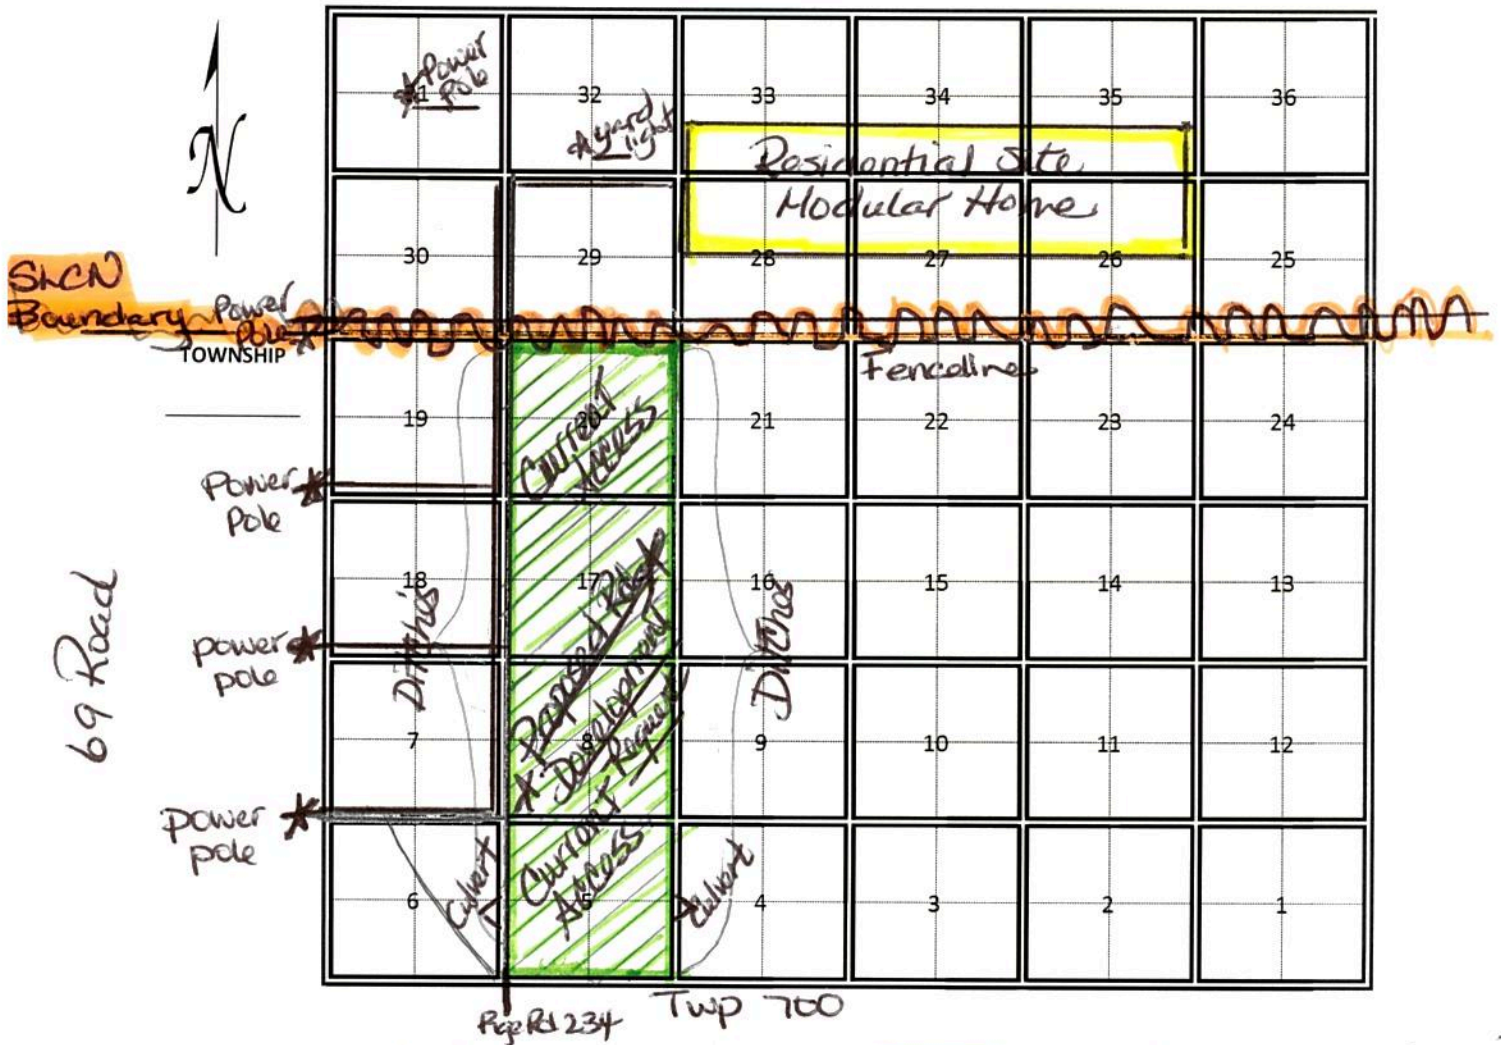 Power
Pole
31
32
33
34
35
36
yard
light
Residential Site
Modular Home
N
30
29
28
27
26
25
SLCN
Boundary
Power
Pole
TOWNSHIP
Fenceline
19
20
21
22
23
24
Current
Access
Power
Pole
18
17
16
15
14
13
Ditches
Ditches
power
pole
69 Road
Proposed Road
Development
Request
7
8
9
10
11
12
power
pole
Current
Access
Culvert
Culvert
6
5
4
3
2
1
Rge Rd 234
Twp 700